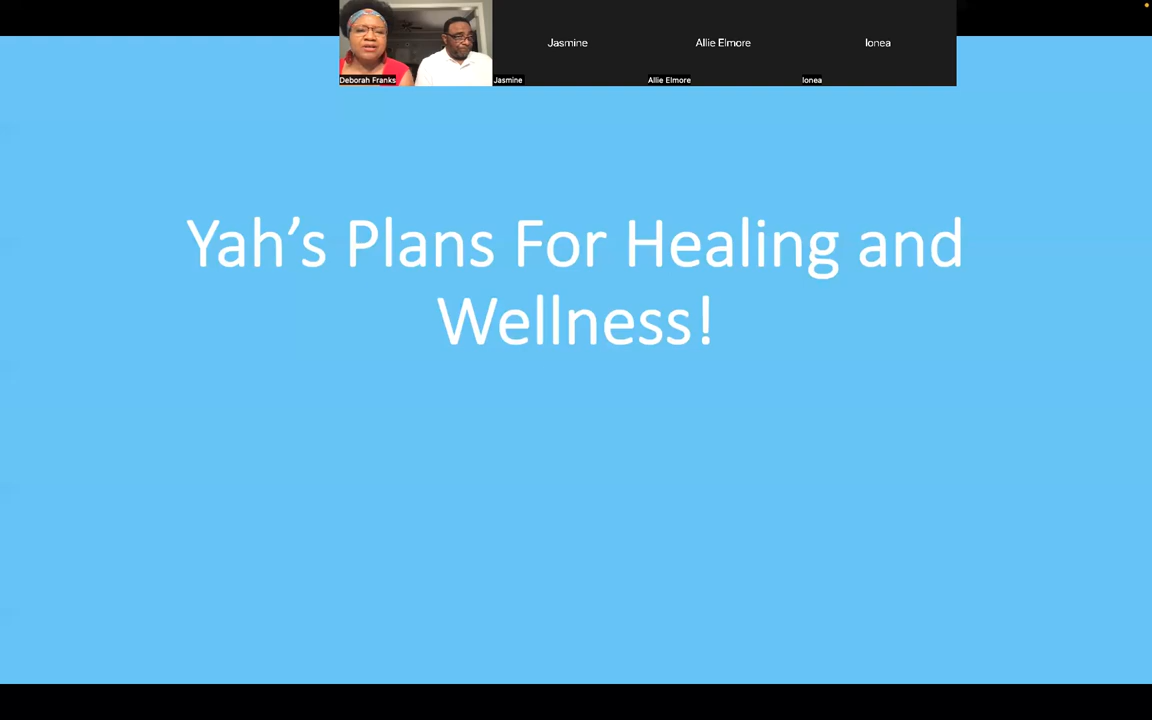 Jasmine
Allie Elmore
Ionea
Deborah Franks
Jasmine
Allie Elmore
Ionea
Yah’s Plans For Healing and
Wellness!